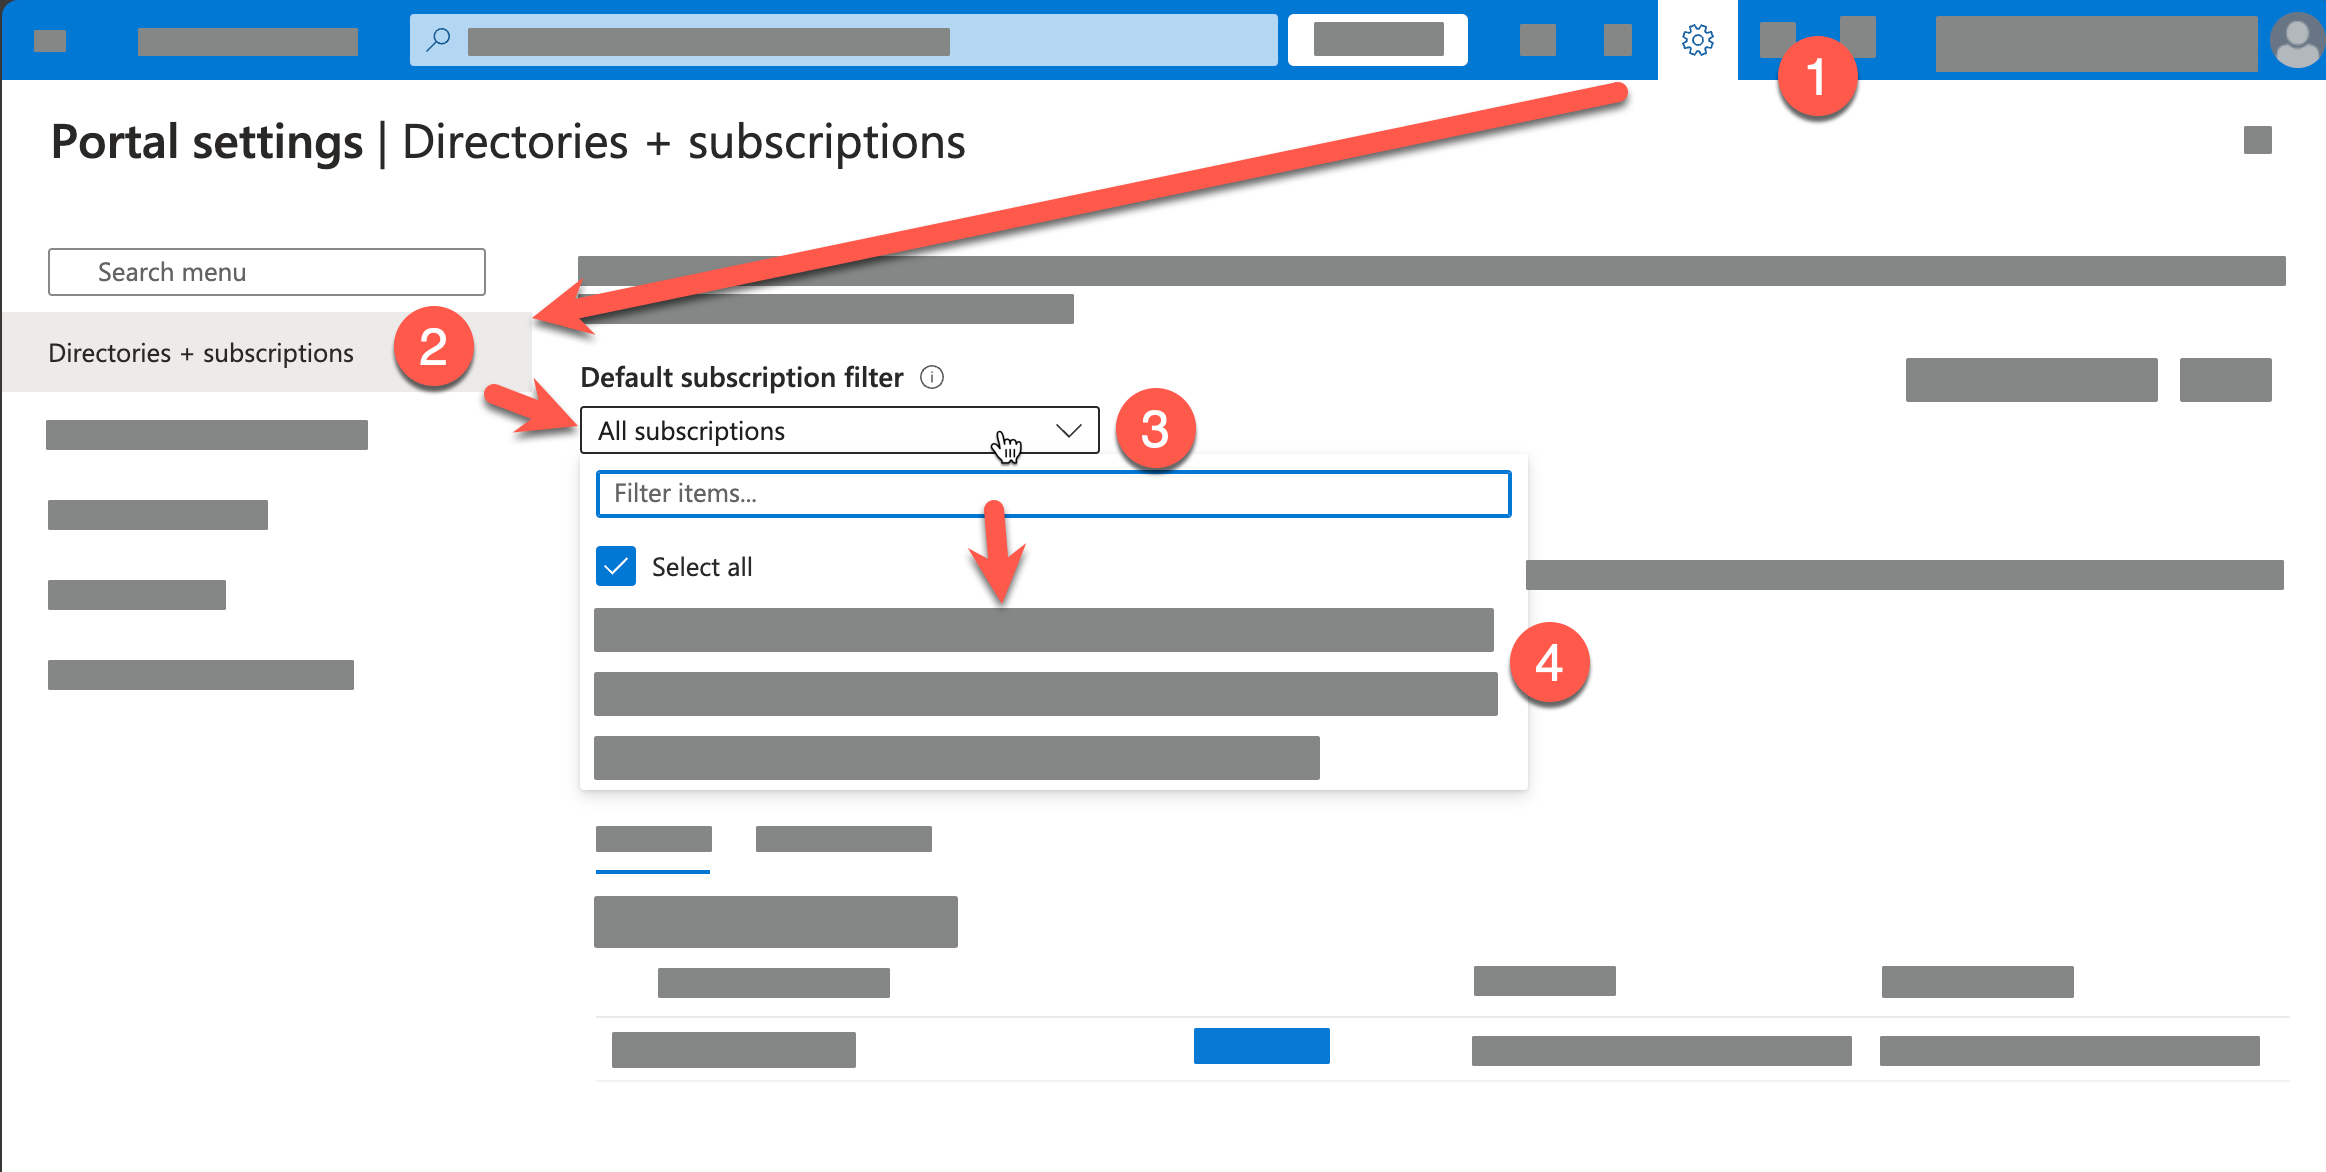 1
Portal settings | Directories + subscriptions
Search menu
Directories + subscriptions
2
Default subscription filter
All subscriptions
3
Filter items...
Select all
4